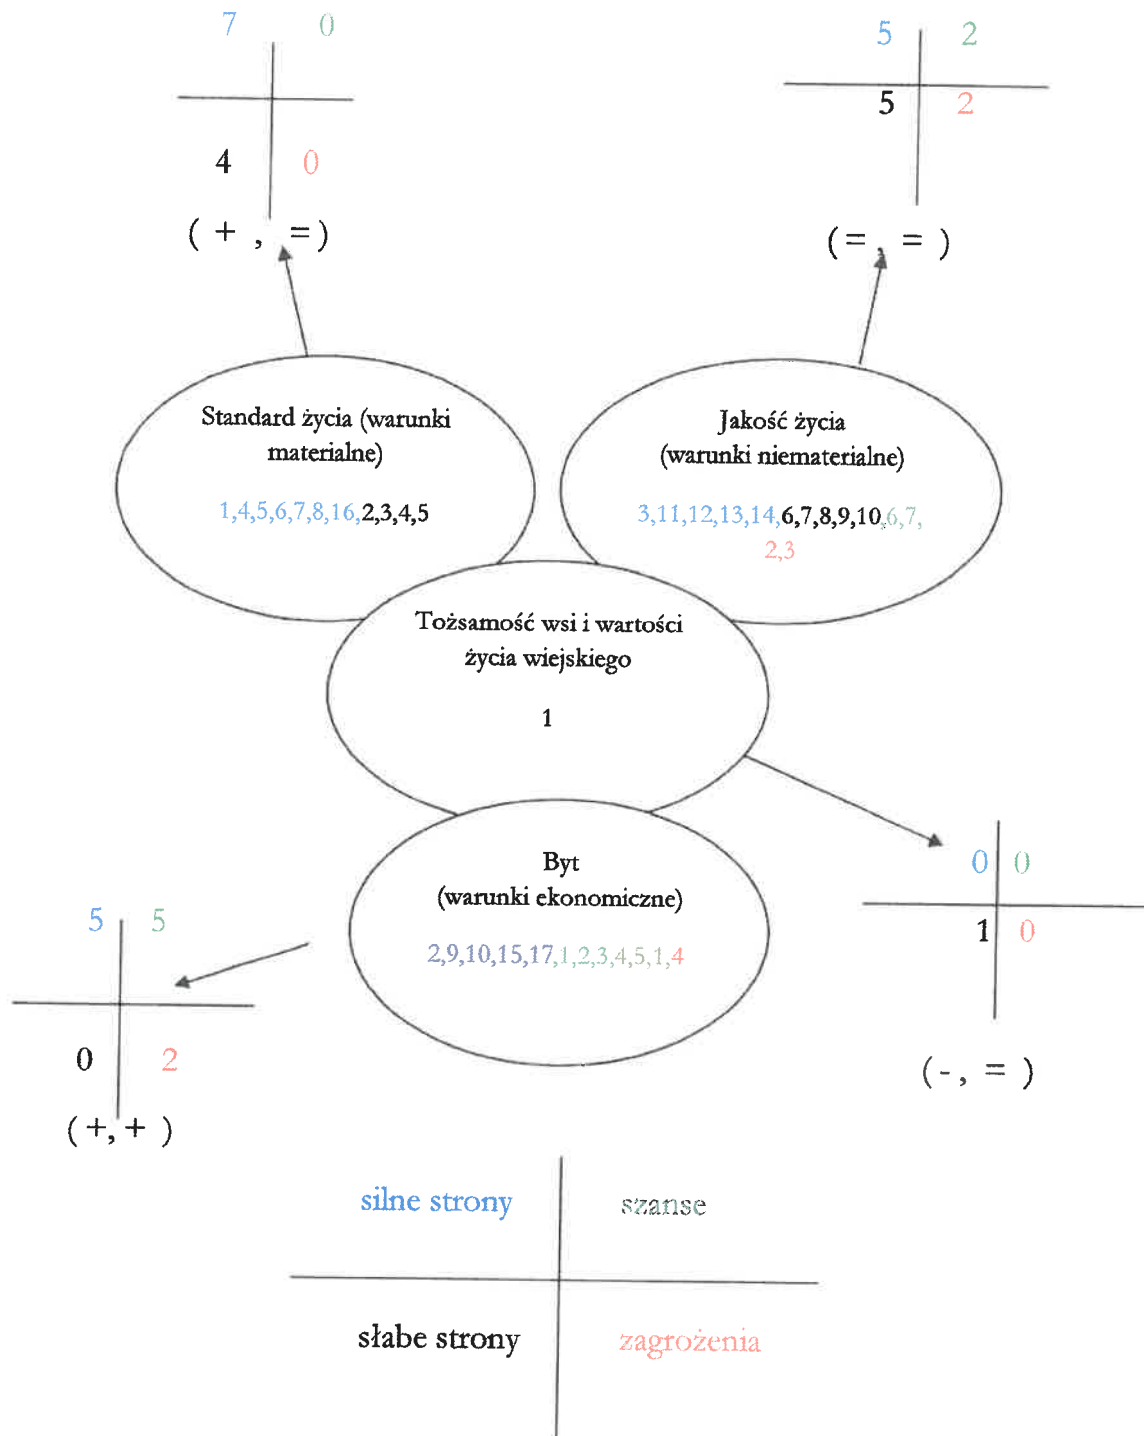 7 0
4 0
( + , =)
5 2
5 2
(= , = )
Standard życia (warunki
materialne)
1,4,5,6,7,8,16,2,3,4,5
Jakość życia
(warunki niematerialne)
3,11,12,13,14,6,7,8,9,10,6,7,
2,3
Tożsamość wsi i wartości
życia wiejskiego
1
Byt
(warunki ekonomiczne)
2,9,10,15,17,1,2,3,4,5,1,4
0 0
1 0
(- , = )
5 5
0 2
(+,+ )
silne strony szanse
słabe strony zagrożenia